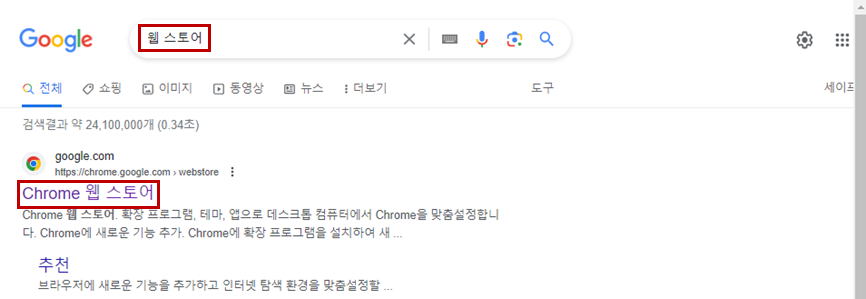 Google
웹 스토어
전체 쇼핑 이미지 동영상 뉴스 더보기 도구 세이프
검색결과 약 24,100,000개 (0.34초)
google.com
https://chrome.google.com › webstore
Chrome 웹 스토어
Chrome 웹 스토어. 확장 프로그램, 테마, 앱으로 데스크톱 컴퓨터에서 Chrome을 맞춤설정합니
다. Chrome에 새로운 기능 추가. Chrome에 확장 프로그램을 설치하여 새 ...
추천
브라우저에 새로운 기능을 추가하고 인터넷 탐색 환경을 맞춤설정할 ...